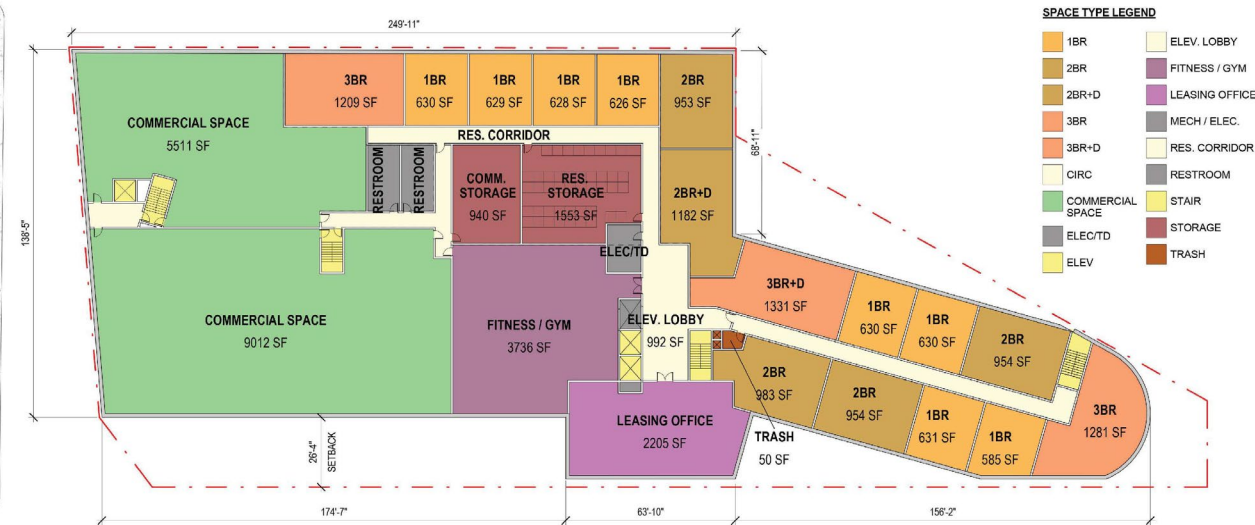 249'-11"
138'-5"
68'-11"
COMMERCIAL SPACE
5511 SF
3BR
1209 SF
1BR
630 SF
1BR
629 SF
1BR
628 SF
1BR
626 SF
2BR
953 SF
RES. CORRIDOR
RESTROOM
RESTROOM
COMM.
STORAGE
940 SF
RES.
STORAGE
1553 SF
2BR+D
1182 SF
ELEC/TD
COMMERCIAL SPACE
9012 SF
FITNESS / GYM
3736 SF
ELEV. LOBBY
992 SF
3BR+D
1331 SF
1BR
630 SF
1BR
630 SF
2BR
954 SF
2BR
983 SF
2BR
954 SF
1BR
631 SF
1BR
585 SF
3BR
1281 SF
LEASING OFFICE
2205 SF
TRASH
50 SF
26'-4"
SETBACK
174'-7"
63'-10"
156'-2"
SPACE TYPE LEGEND
1BR
2BR
2BR+D
3BR
3BR+D
CIRC
COMMERCIAL
SPACE
ELEC/TD
ELEV
ELEV. LOBBY
FITNESS / GYM
LEASING OFFICE
MECH / ELEC.
RES. CORRIDOR
RESTROOM
STAIR
STORAGE
TRASH